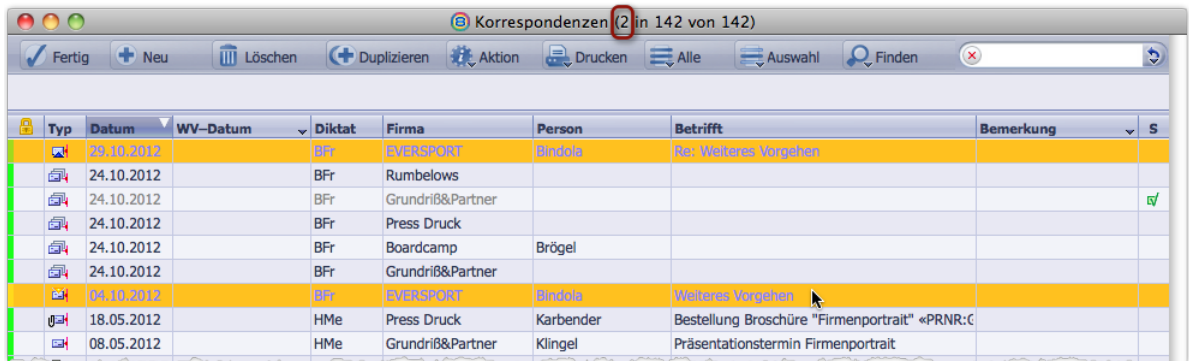 Korrespondenzen (2 in 142 von 142)
Fertig Neu Löschen Duplizieren Aktion Drucken Alle Auswahl Finden
Typ Datum WV-Datum Diktat Firma Person Betrifft Bemerkung S
29.10.2012 BFr EVERSPORT Bindola Re: Weiteres Vorgehen
24.10.2012 BFr Rumbelows
24.10.2012 BFr Grundriß&Partner
24.10.2012 BFr Press Druck
24.10.2012 BFr Boardcamp Brögel
24.10.2012 BFr Grundriß&Partner
04.10.2012 BFr EVERSPORT Bindola Weiteres Vorgehen
18.05.2012 HMe Press Druck Karbender Bestellung Broschüre "Firmenportrait" «PRNR:G
08.05.2012 HMe Grundriß&Partner Klingel Präsentationstermin Firmenportrait